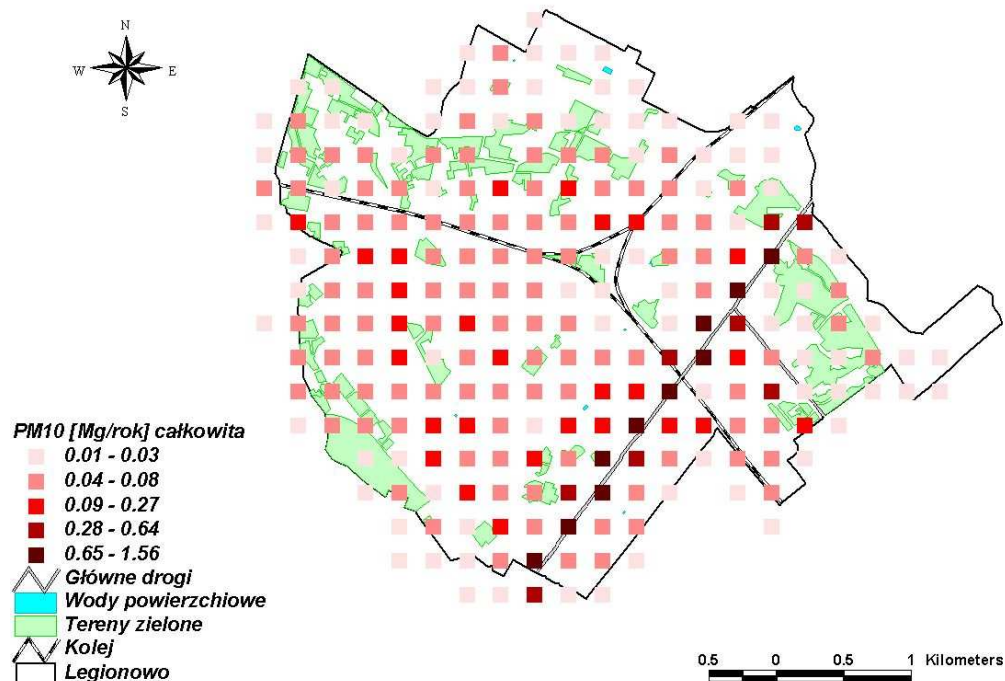 N
W E
S
PM10 [Mg/rok] całkowita
0.01 - 0.03
0.04 - 0.08
0.09 - 0.27
0.28 - 0.64
0.65 - 1.56
Główne drogi
Wody powierzchiowe
Tereny zielone
Kolej
Legionowo
0.5 0 0.5 1 Kilometers